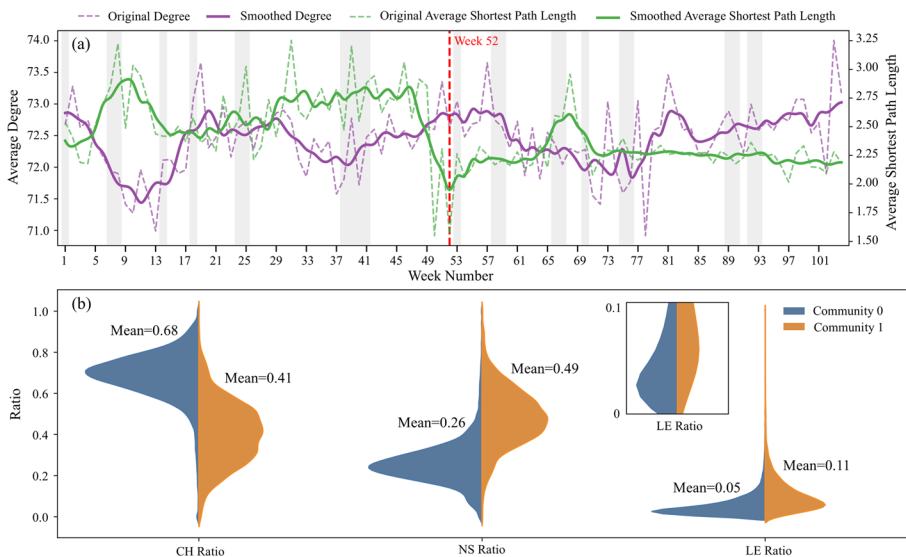 Original Degree Smoothed Degree Original Average Shortest Path Length Smoothed Average Shortest Path Length
(a)
Week 52
Average Degree
74.0
73.5
73.0
72.5
72.0
71.5
71.0
3.25
3.00
2.75
2.50
2.25
2.00
1.75
1.50
Average Shortest Path Length
1 5 9 13 17 21 25 29 33 37 41 45 49 53 57 61 65 69 73 77 81 85 89 93 97 101
Week Number
(b)
Ratio
1.0
0.8
0.6
0.4
0.2
0.0
Mean=0.68
Mean=0.41
Mean=0.26
Mean=0.49
Mean=0.05
Mean=0.11
0.1
0
LE Ratio
Community 0
Community 1
CH Ratio NS Ratio LE Ratio